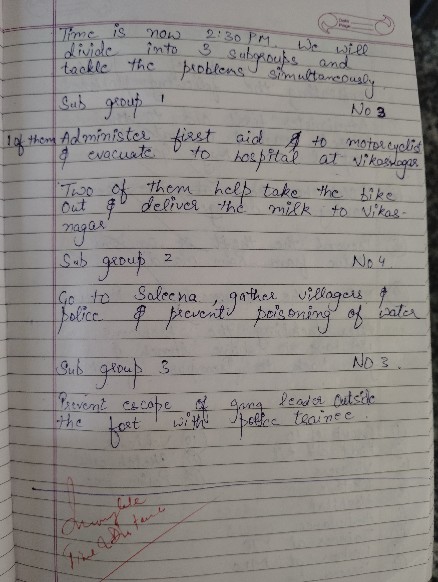 Time is now 2:30 PM. We will
divide into 3 subgroups and
tackle the problems simultaneously.
Sub group 1 No 3
1 of them Administer first aid & to motorcyclist
& evacuate to hospital at Vikasnagar
Two of them help take the bike
out & deliver the milk to Vikas-
nagar
Sub group 2 No 4
Go to Saleena, gather villagers &
police & prevent poisoning of water
Sub group 3 NO 3.
Prevent escape of gang leader outside
the fort with police trainee.
Incomplete
Time & Distance